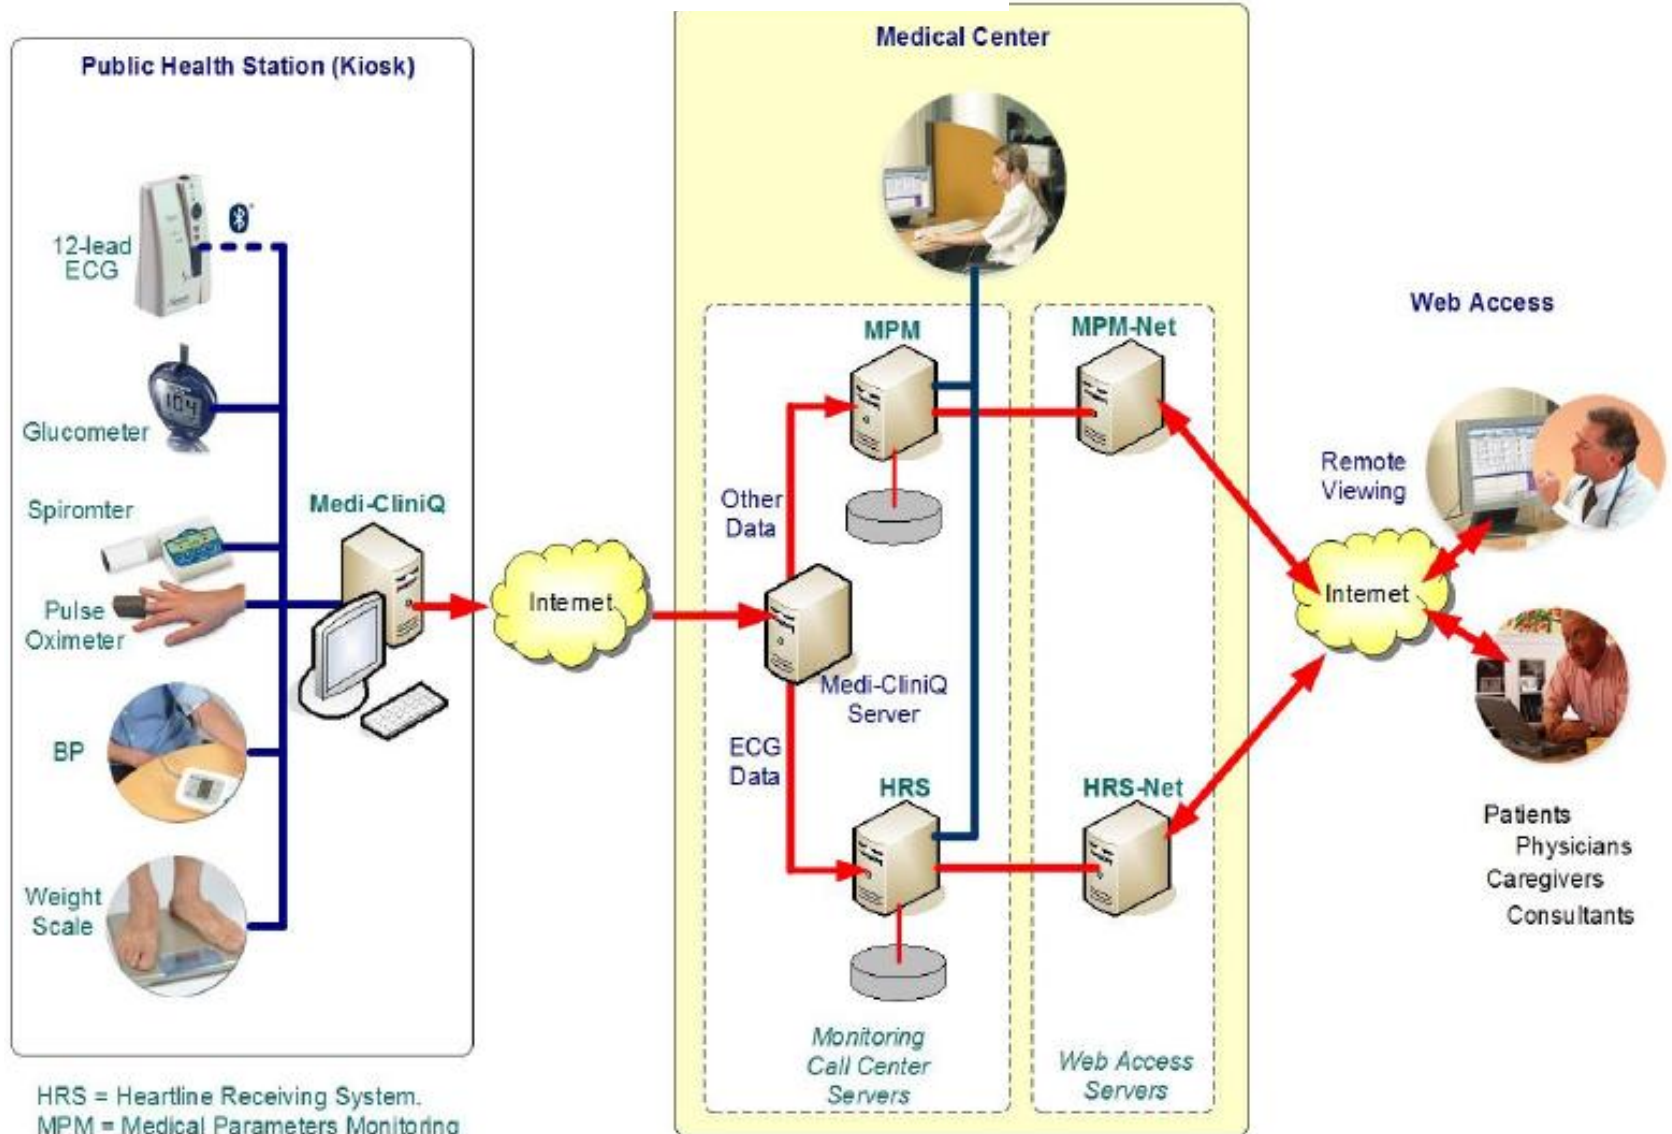 Public Health Station (Kiosk)
12-lead
ECG
Glucometer
104
Spiromter
Pulse
Oximeter
BP
Weight
Scale
Medi-CliniQ
Internet
Medical Center
MPM
MPM-Net
Other
Data
Medi-CliniQ
Server
ECG
Data
HRS
HRS-Net
Monitoring
Call Center
Servers
Web Access
Servers
Web Access
Remote
Viewing
Internet
Patients
Physicians
Caregivers
Consultants
HRS = Heartline Receiving System.
MPM = Medical Parameters Monitoring